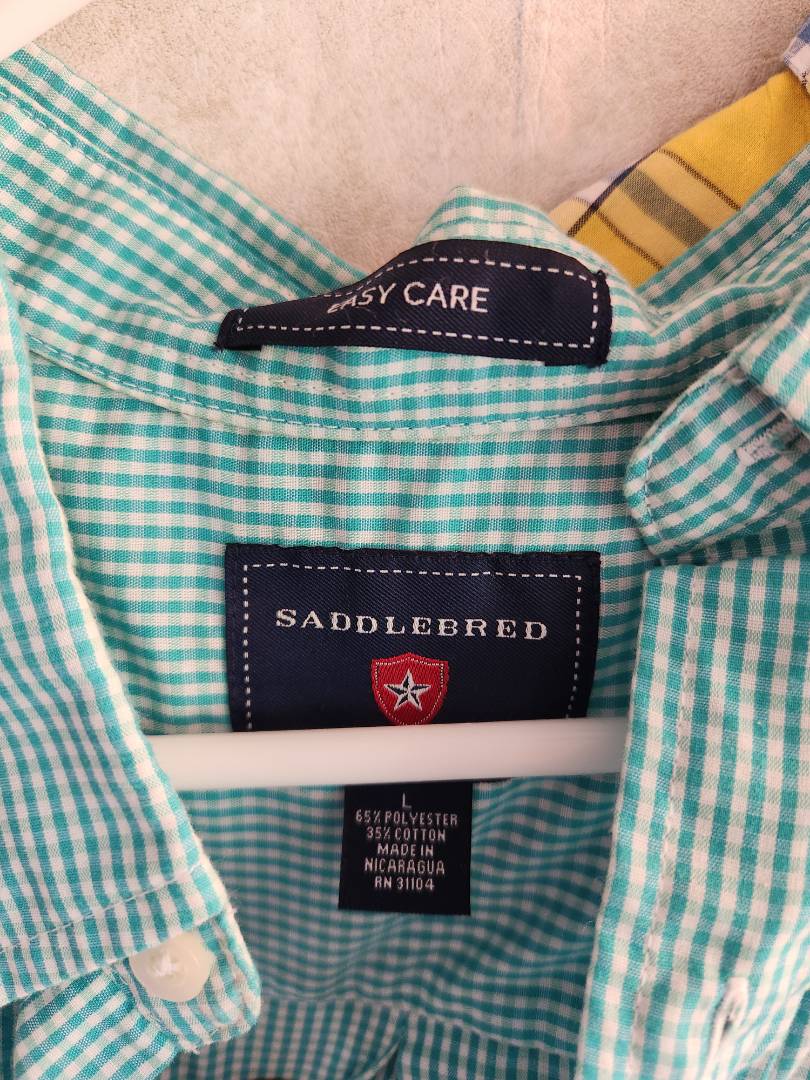 EASY CARE
SADDLEBRED
L
65% POLYESTER
35% COTTON
MADE IN
NICARAGUA
RN 31104